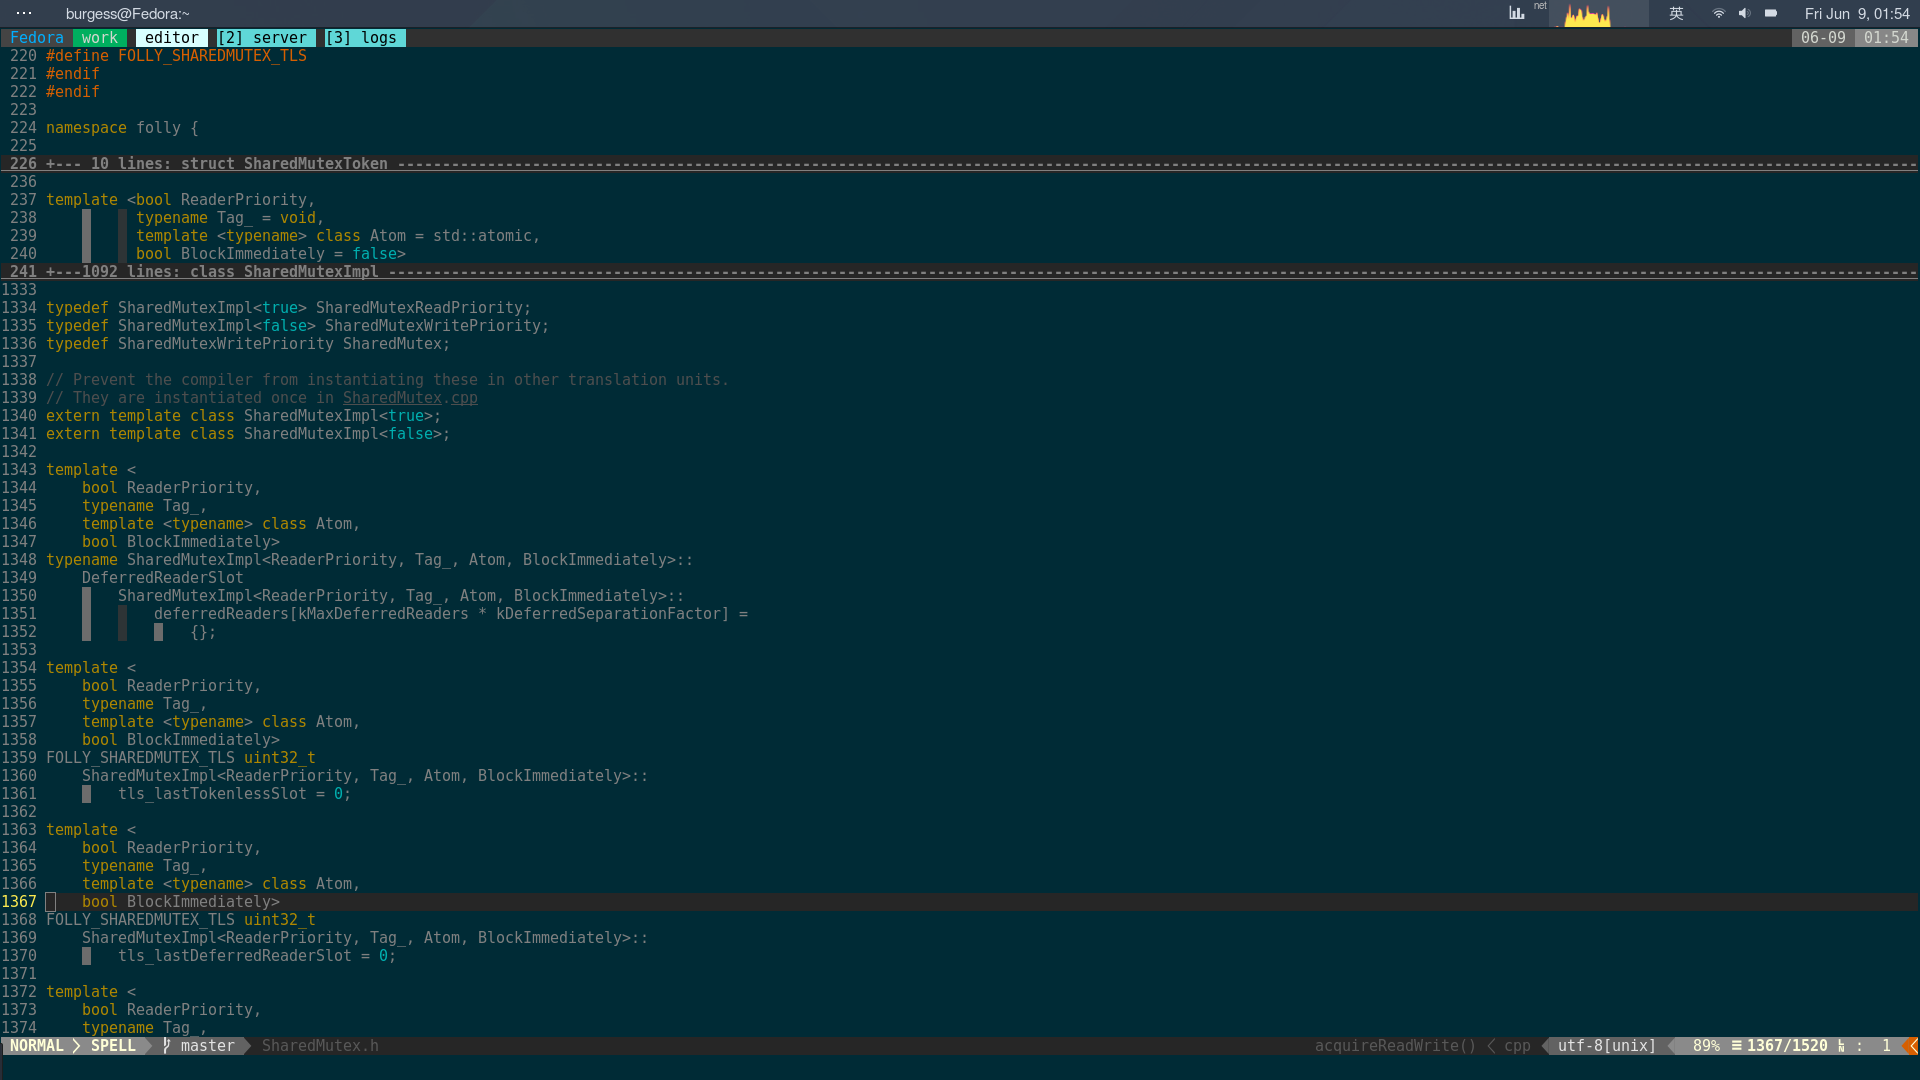 ... burgess@Fedora:~ net 英 Fri Jun 9, 01:54
Fedora work editor [2] server [3] logs 06-09 01:54
220 #define FOLLY_SHAREDMUTEX_TLS
221 #endif
222 #endif
223
224 namespace folly {
225
226 +--- 10 lines: struct SharedMutexToken ------------------------------------------------------------------------------------------------------------------------------------------------------------------------
236
237 template <bool ReaderPriority,
238           typename Tag_ = void,
239           template <typename> class Atom = std::atomic,
240           bool BlockImmediately = false>
241 +---1092 lines: class SharedMutexImpl -------------------------------------------------------------------------------------------------------------------------------------------------------------------------
1333
1334 typedef SharedMutexImpl<true> SharedMutexReadPriority;
1335 typedef SharedMutexImpl<false> SharedMutexWritePriority;
1336 typedef SharedMutexWritePriority SharedMutex;
1337
1338 // Prevent the compiler from instantiating these in other translation units.
1339 // They are instantiated once in SharedMutex.cpp
1340 extern template class SharedMutexImpl<true>;
1341 extern template class SharedMutexImpl<false>;
1342
1343 template <
1344     bool ReaderPriority,
1345     typename Tag_,
1346     template <typename> class Atom,
1347     bool BlockImmediately>
1348 typename SharedMutexImpl<ReaderPriority, Tag_, Atom, BlockImmediately>::
1349     DeferredReaderSlot
1350         SharedMutexImpl<ReaderPriority, Tag_, Atom, BlockImmediately>::
1351             deferredReaders[kMaxDeferredReaders * kDeferredSeparationFactor] =
1352                 {};
1353
1354 template <
1355     bool ReaderPriority,
1356     typename Tag_,
1357     template <typename> class Atom,
1358     bool BlockImmediately>
1359 FOLLY_SHAREDMUTEX_TLS uint32_t
1360     SharedMutexImpl<ReaderPriority, Tag_, Atom, BlockImmediately>::
1361         tls_lastTokenlessSlot = 0;
1362
1363 template <
1364     bool ReaderPriority,
1365     typename Tag_,
1366     template <typename> class Atom,
1367     bool BlockImmediately>
1368 FOLLY_SHAREDMUTEX_TLS uint32_t
1369     SharedMutexImpl<ReaderPriority, Tag_, Atom, BlockImmediately>::
1370         tls_lastDeferredReaderSlot = 0;
1371
1372 template <
1373     bool ReaderPriority,
1374     typename Tag_,
NORMAL SPELL master SharedMutex.h acquireReadWrite() cpp utf-8[unix] 89% ☰ 1367/1520 ㏑ : 1